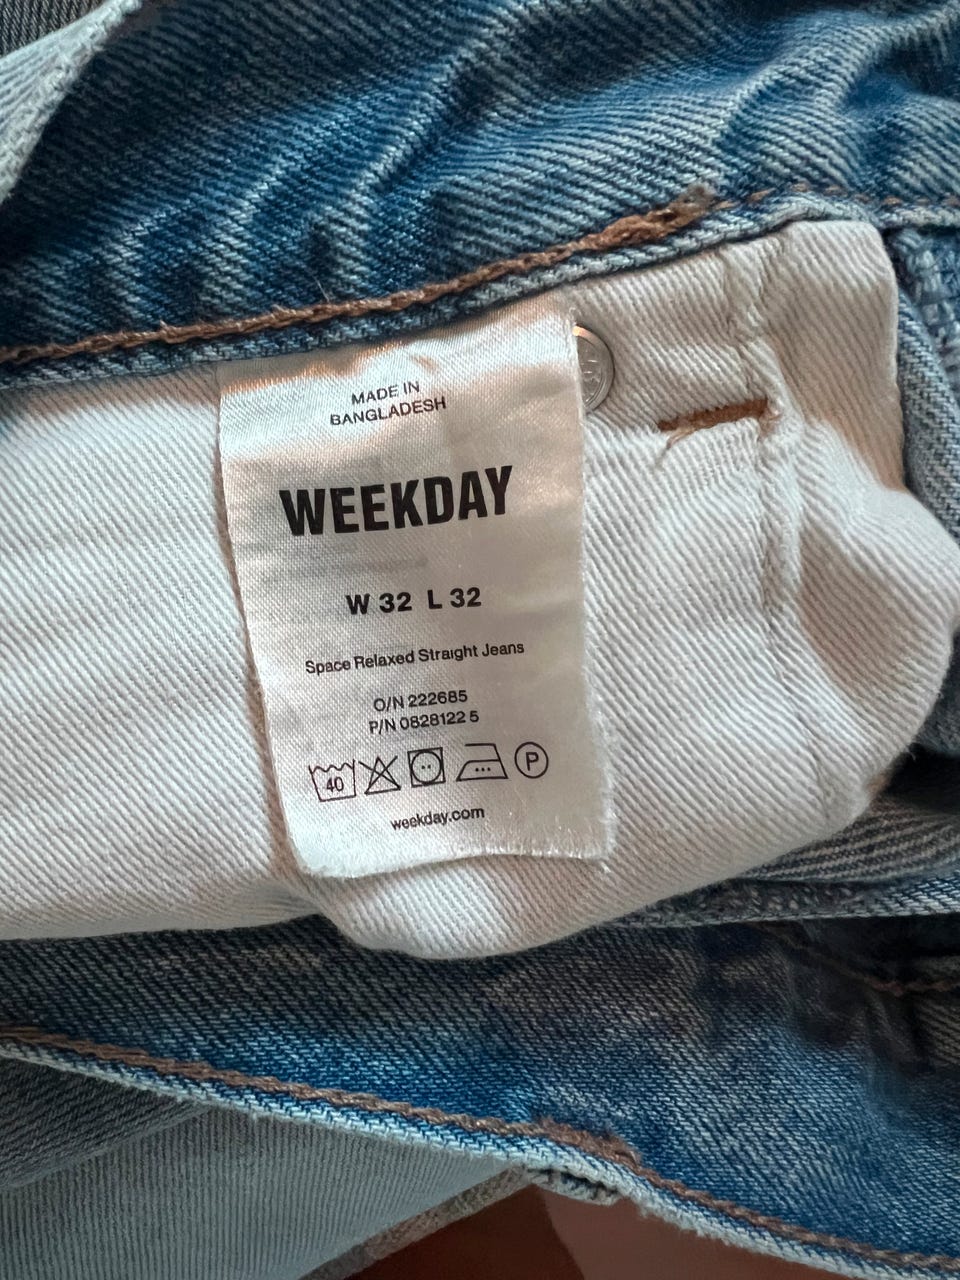 MADE IN
BANGLADESH
WEEKDAY
W 32 L 32
Space Relaxed Straight Jeans
O/N 222685
P/N 0828122 5
40 P
weekday.com